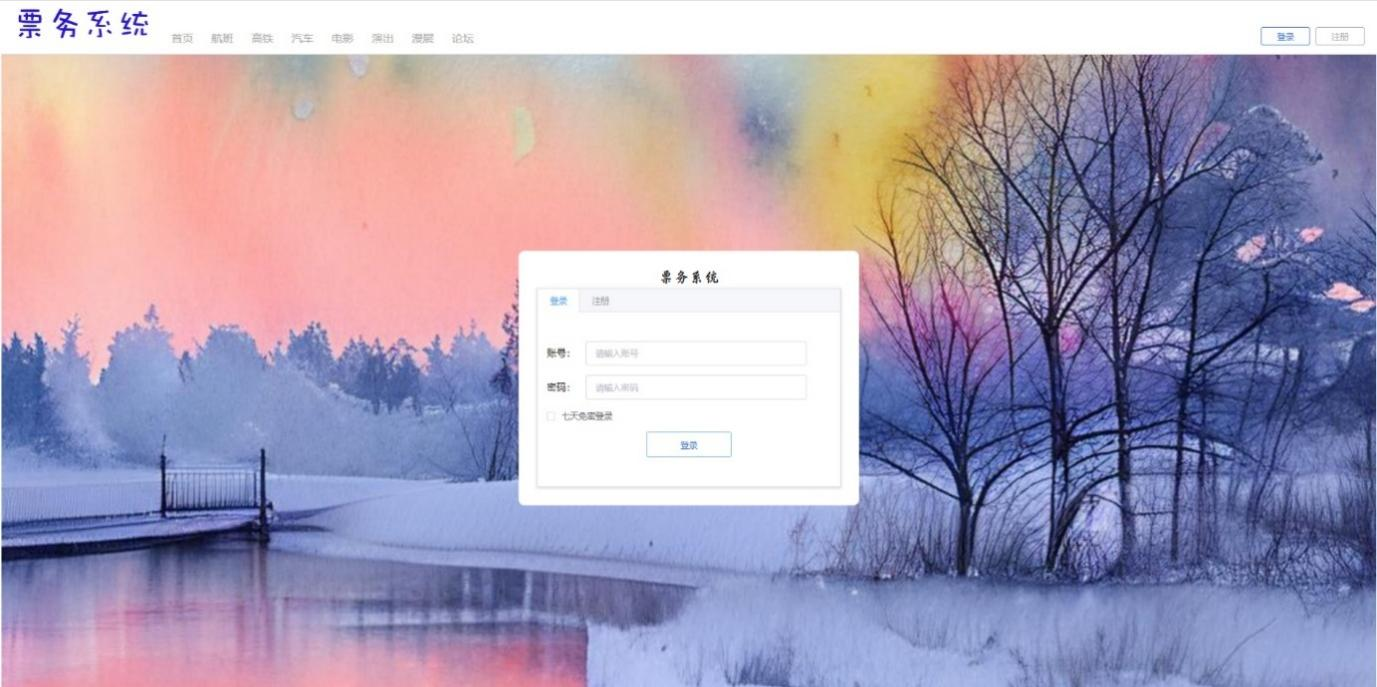 票务系统
首页 航班 高铁 汽车 电影 演出 漫展 论坛
登录 注册
票务系统
登录 注册
账号： 请输入账号
密码： 请输入密码
七天免密登录
登录